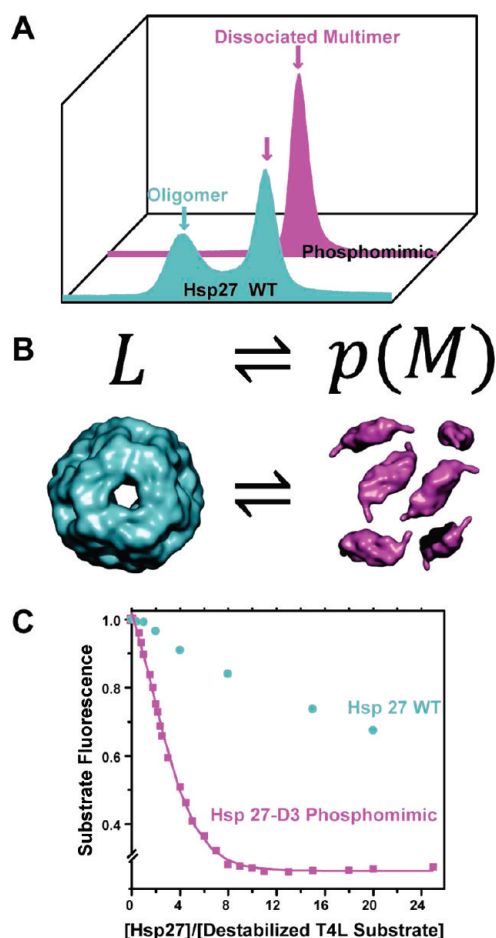 A
Dissociated Multimer
Oligomer
Phosphomimic
Hsp27 WT
B
L ⇌ p(M)
⇌
C
1.0
0.8
0.6
0.4
Substrate Fluorescence
Hsp 27 WT
Hsp 27-D3 Phosphomimic
0 4 8 12 16 20 24
[Hsp27]/[Destabilized T4L Substrate]